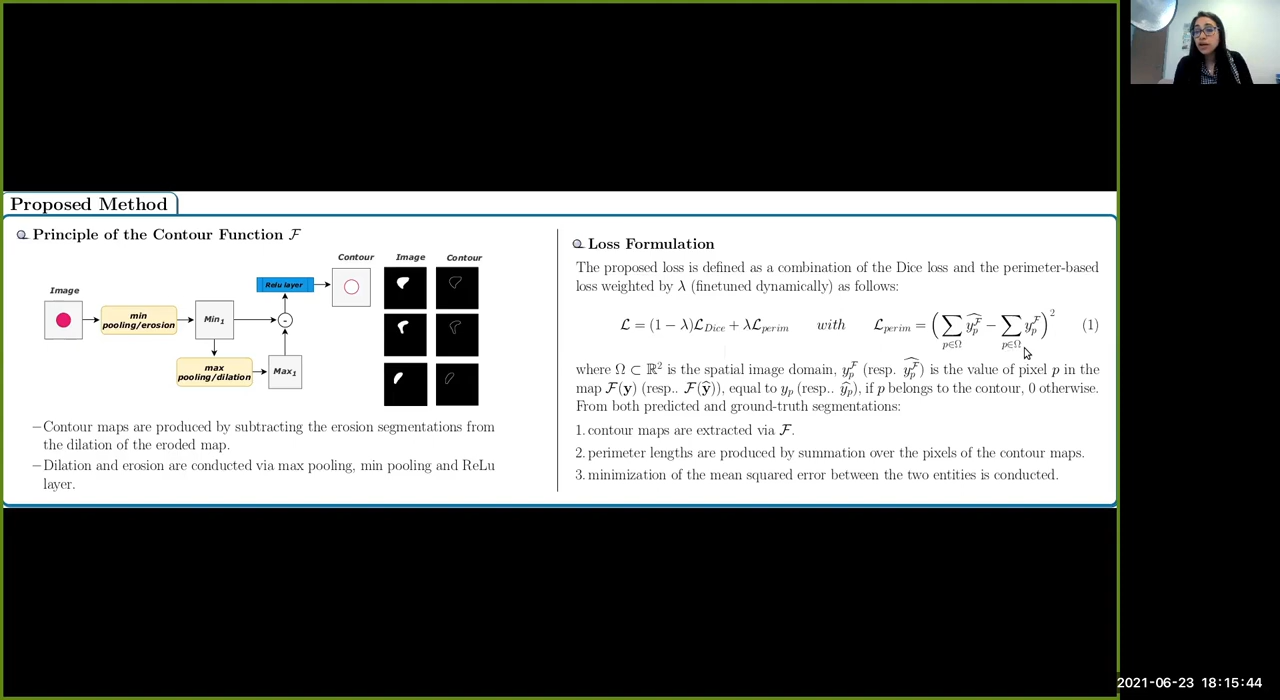 Proposed Method
Principle of the Contour Function ℱ
Image
min
pooling/erosion
Min₁
max
pooling/dilation
Max₁
-
Relu layer
Contour
Image
Contour
–Contour maps are produced by subtracting the erosion segmentations from
the dilation of the eroded map.
–Dilation and erosion are conducted via max pooling, min pooling and ReLu
layer.
Loss Formulation
The proposed loss is defined as a combination of the Dice loss and the perimeter-based
loss weighted by λ (finetuned dynamically) as follows:
ℒ = (1 − λ)ℒ_Dice + λℒ_perim with ℒ_perim = (∑_{p∈Ω} \widehat{y_p^ℱ} − ∑_{p∈Ω} y_p^ℱ)² (1)
where Ω ⊂ ℝ² is the spatial image domain, y_p^ℱ (resp. \widehat{y_p^ℱ}) is the value of pixel p in the
map ℱ(y) (resp.. ℱ(ŷ)), equal to y_p (resp.. ŷ_p), if p belongs to the contour, 0 otherwise.
From both predicted and ground-truth segmentations:
1. contour maps are extracted via ℱ.
2. perimeter lengths are produced by summation over the pixels of the contour maps.
3. minimization of the mean squared error between the two entities is conducted.
2021-06-23 18:15:44